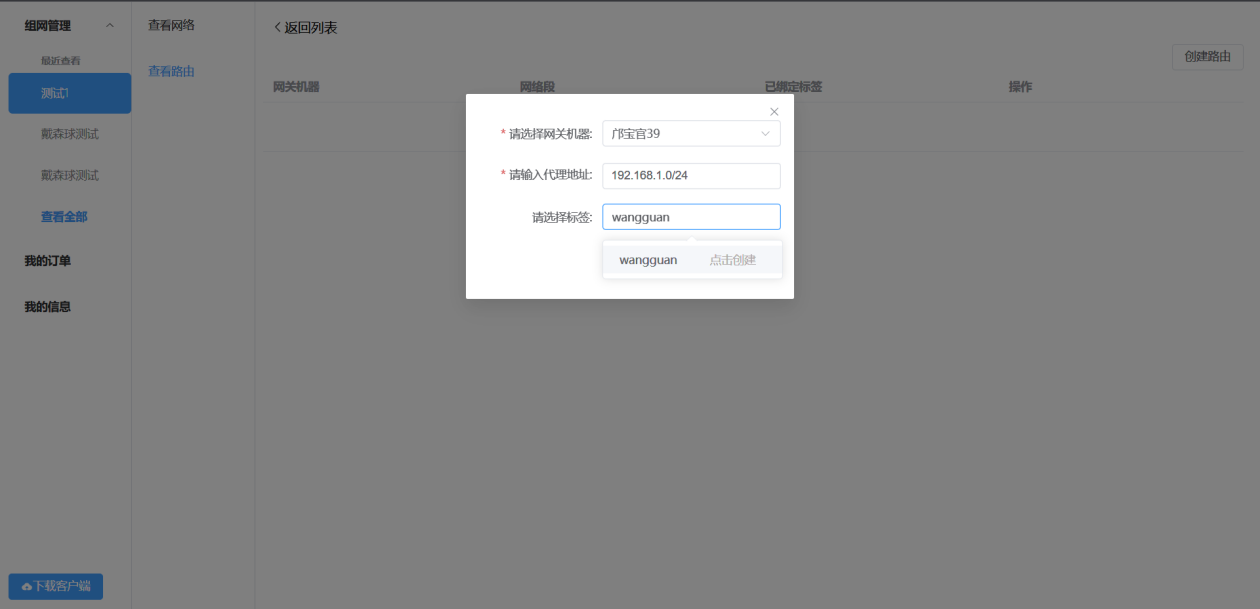 组网管理
最近查看
测试1
戴森球测试
戴森球测试
查看全部
我的订单
我的信息
下载客户端
查看网络
查看路由
返回列表
创建路由
网关机器 网络段 已绑定标签 操作
* 请选择网关机器: 邝宝官39
* 请输入代理地址: 192.168.1.0/24
请选择标签: wangguan
wangguan 点击创建